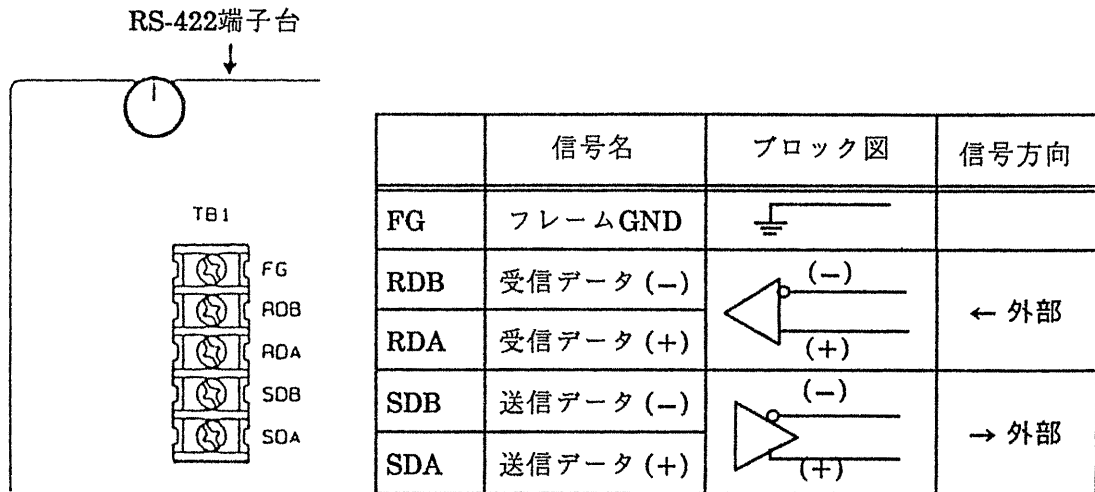 RS-422端子台
TB1
FG
RDB
RDA
SDB
SDA
信号名 ブロック図 信号方向
FG フレームGND
RDB 受信データ (−) (−)
← 外部
RDA 受信データ (+) (+)
SDB 送信データ (−) (−)
→ 外部
SDA 送信データ (+) (+)